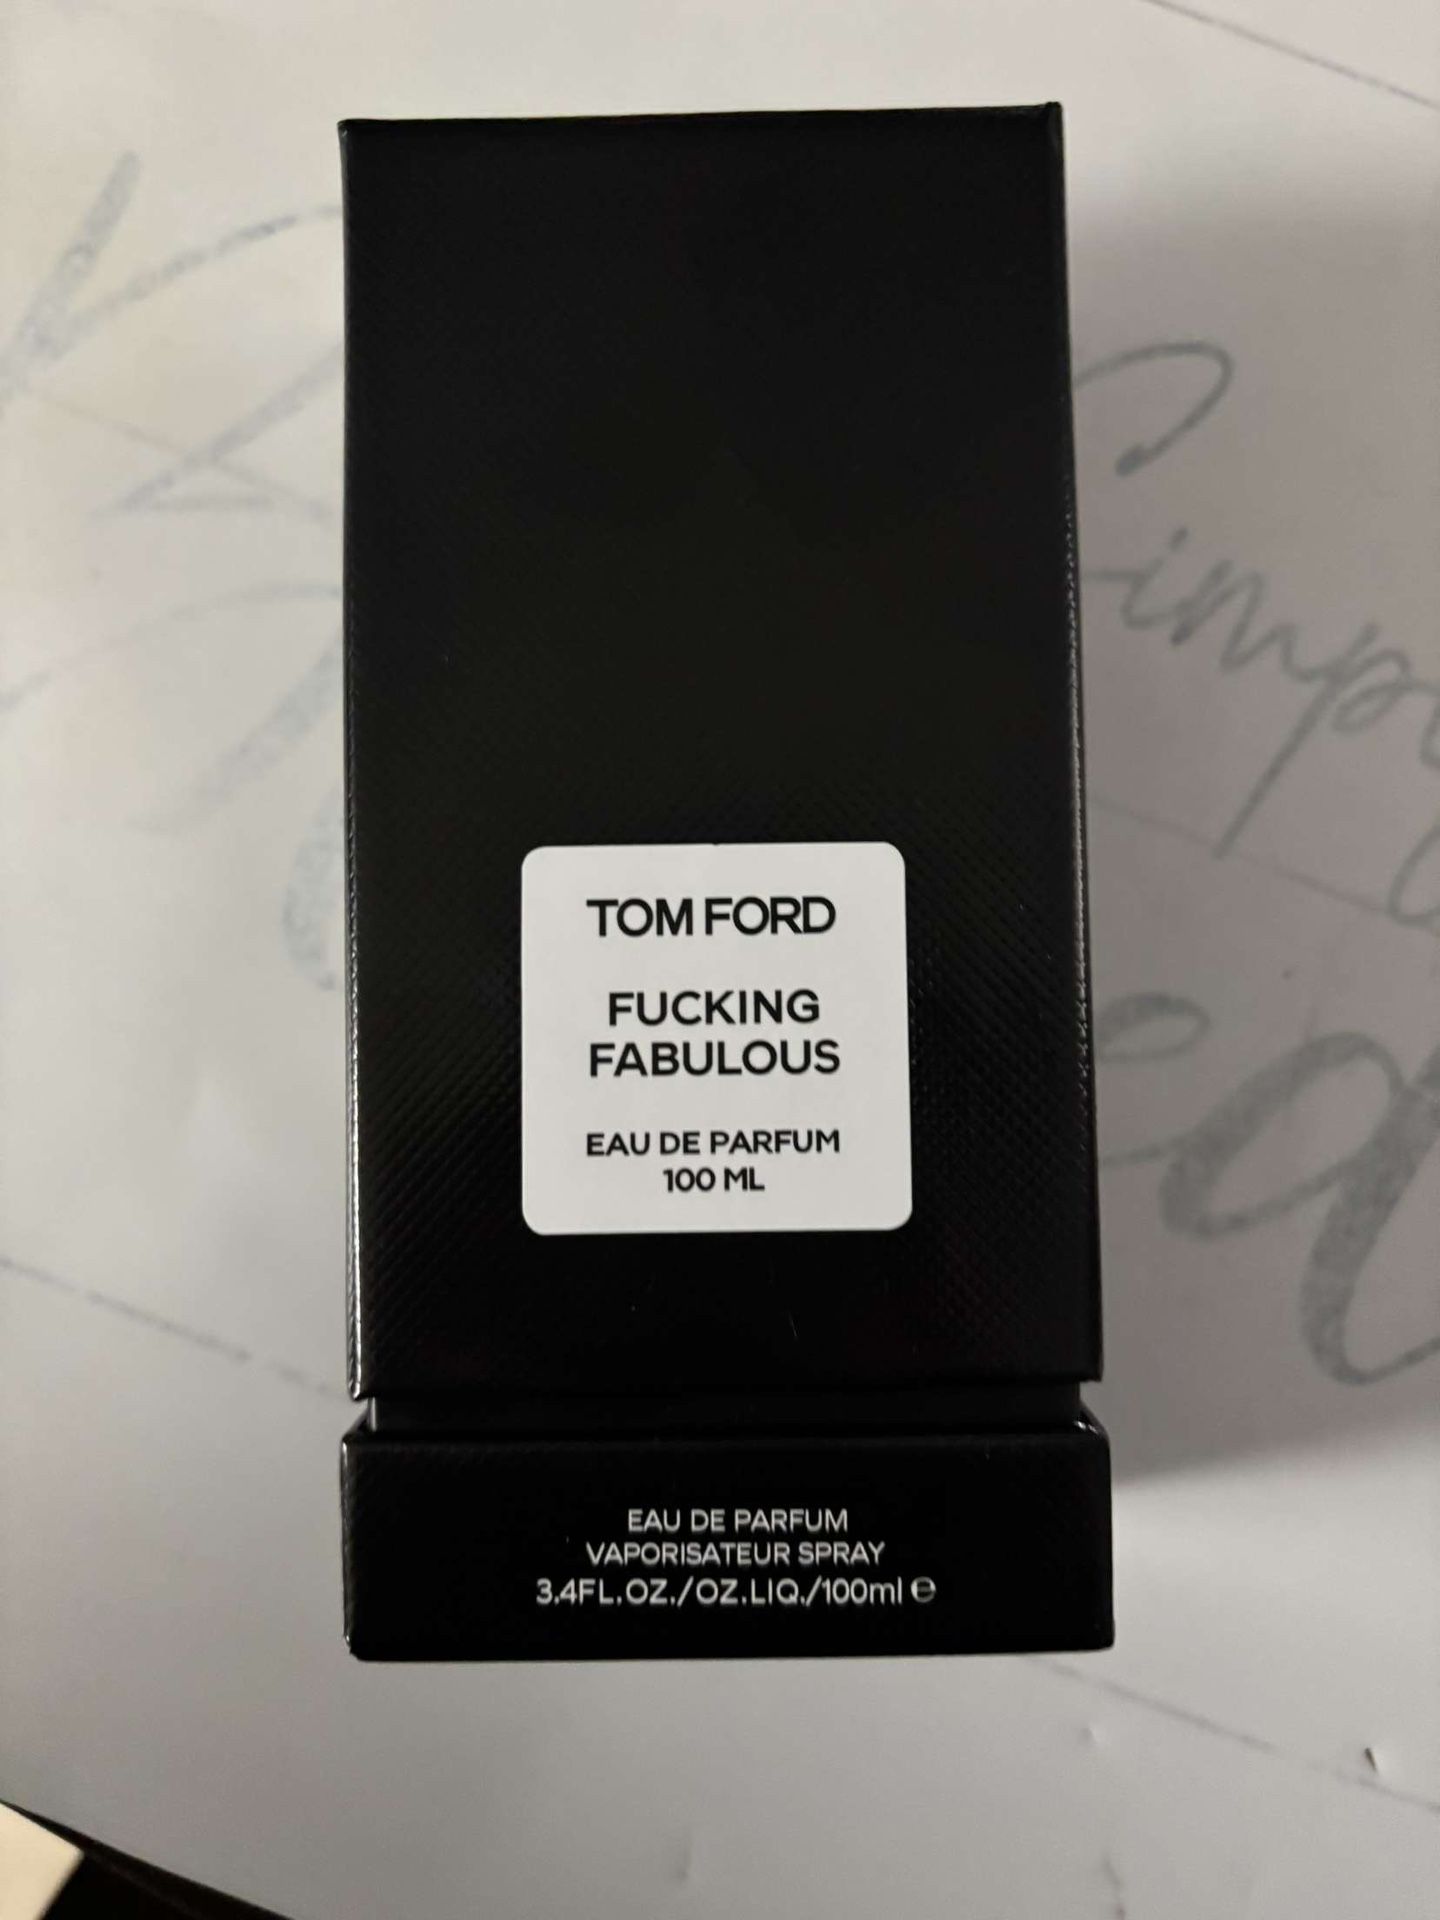 TOM FORD
FUCKING
FABULOUS
EAU DE PARFUM
100 ML
EAU DE PARFUM
VAPORISATEUR SPRAY
3.4FL.OZ./OZ.LIQ./100ml ℮